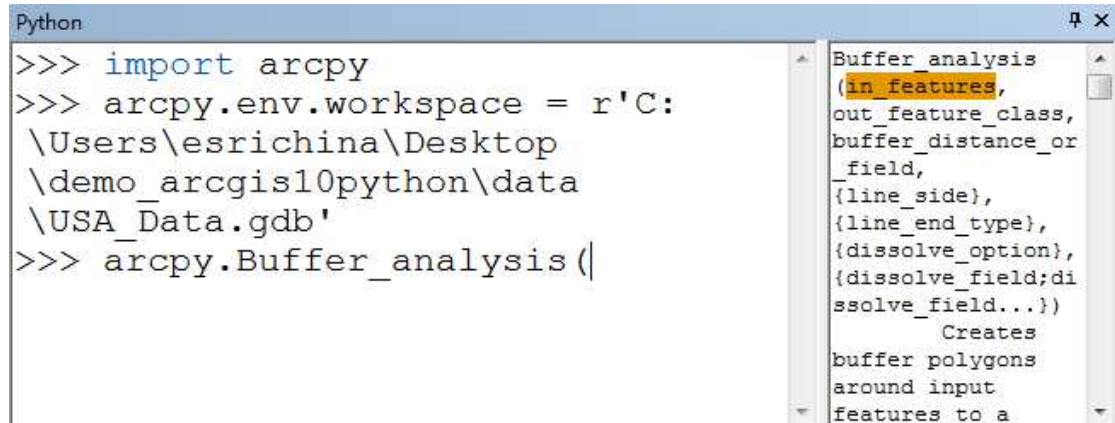 Python
>>> import arcpy
>>> arcpy.env.workspace = r'C:
\Users\esrichina\Desktop
\demo_arcgis10python\data
\USA_Data.gdb'
>>> arcpy.Buffer_analysis(
Buffer_analysis
(in_features,
out_feature_class,
buffer_distance_or
_field,
{line_side},
{line_end_type},
{dissolve_option},
{dissolve_field;di
ssolve_field...})
Creates
buffer polygons
around input
features to a